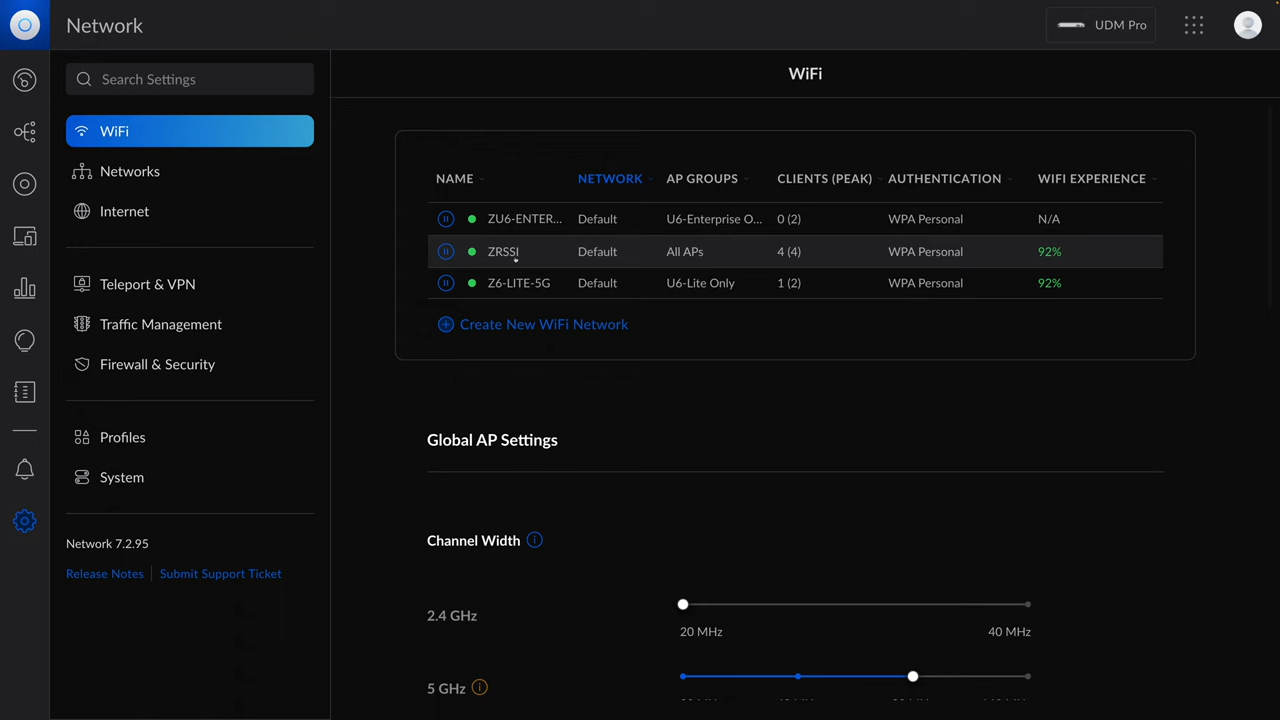 Network
UDM Pro
Search Settings
WiFi
Networks
Internet
Teleport & VPN
Traffic Management
Firewall & Security
Profiles
System
Network 7.2.95
Release Notes
Submit Support Ticket
WiFi
NAME NETWORK AP GROUPS CLIENTS (PEAK) AUTHENTICATION WIFI EXPERIENCE
ZU6-ENTER... Default U6-Enterprise O... 0 (2) WPA Personal N/A
ZRSSI Default All APs 4 (4) WPA Personal 92%
Z6-LITE-5G Default U6-Lite Only 1 (2) WPA Personal 92%
Create New WiFi Network
Global AP Settings
Channel Width
2.4 GHz
20 MHz 40 MHz
5 GHz